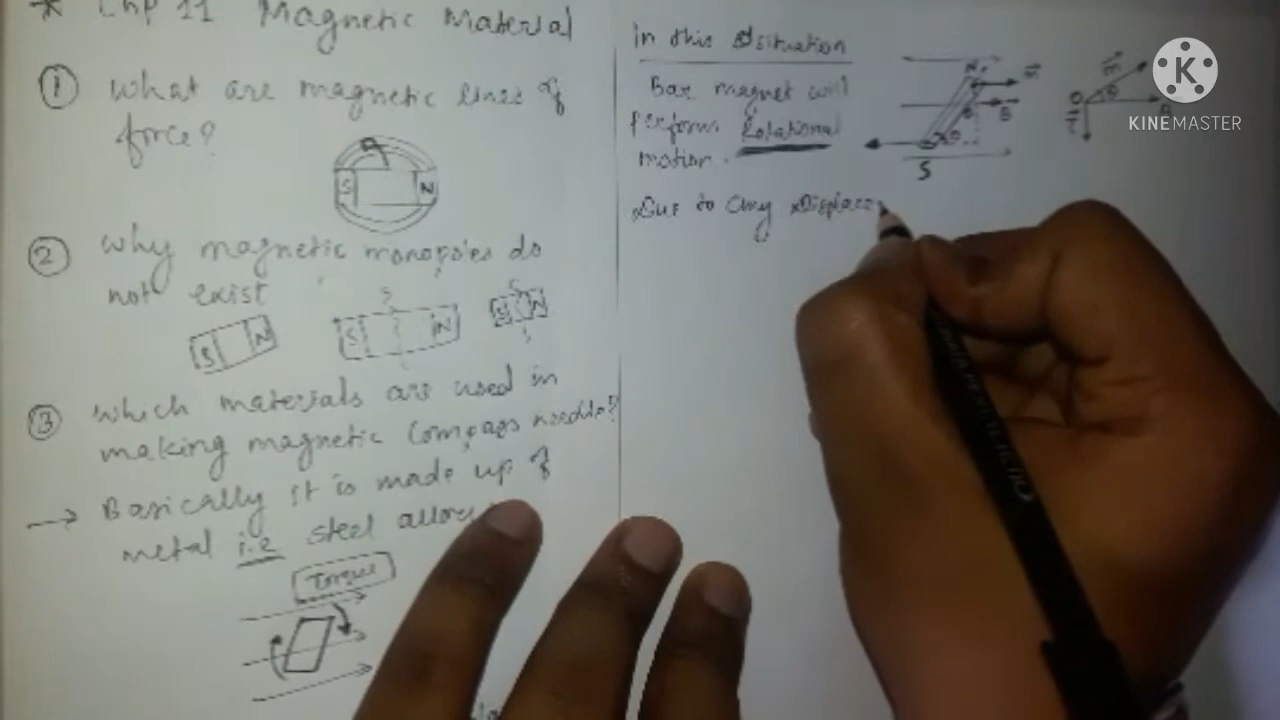 * Chp 11 Magnetic Material
① What are magnetic lines of
force?
S N
② Why magnetic monopoles do
not exist
S N S N S N
③ Which materials are used in
making magnetic Compass needle?
→ Basically it is made up of
metal i.e steel alloy
Torque
In this situation
Bar magnet will
perform Rotational
motion.
Due to any Displace
N
B
θ
S
O m θ
K
KINEMASTER